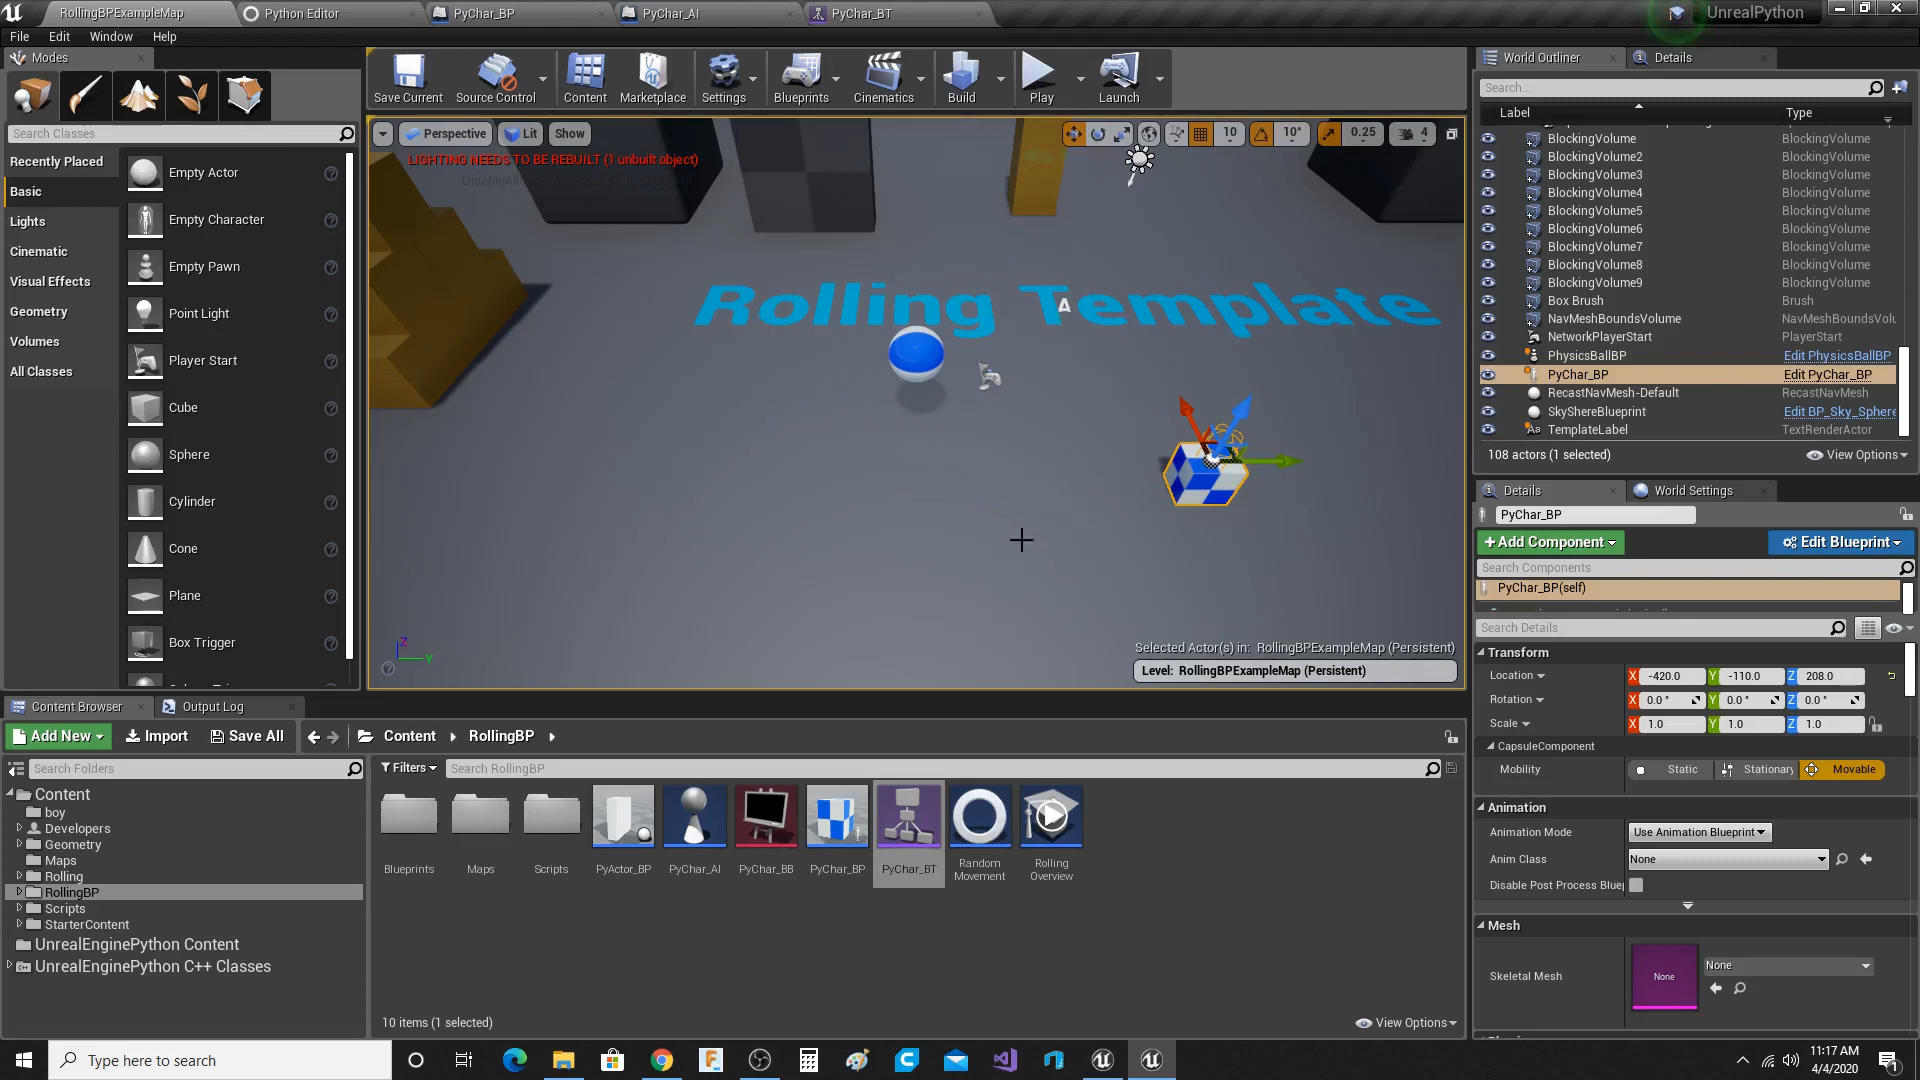 RollingBPExampleMap
Python Editor
PyChar_BP
PyChar_AI
PyChar_BT
UnrealPython
File Edit Window Help
Modes
Search Classes
Recently Placed
Basic
Lights
Cinematic
Visual Effects
Geometry
Volumes
All Classes
Empty Actor
Empty Character
Empty Pawn
Point Light
Player Start
Cube
Sphere
Cylinder
Cone
Plane
Box Trigger
Save Current
Source Control
Content
Marketplace
Settings
Blueprints
Cinematics
Build
Play
Launch
Perspective
Lit
Show
10
10°
0.25
4
LIGHTING NEEDS TO BE REBUILT (1 unbuilt object)
Rolling Template
Z
Y
Selected Actor(s) in: RollingBPExampleMap (Persistent)
Level: RollingBPExampleMap (Persistent)
World Outliner
Details
Search...
Label Type
BlockingVolume BlockingVolume
BlockingVolume2 BlockingVolume
BlockingVolume3 BlockingVolume
BlockingVolume4 BlockingVolume
BlockingVolume5 BlockingVolume
BlockingVolume6 BlockingVolume
BlockingVolume7 BlockingVolume
BlockingVolume8 BlockingVolume
BlockingVolume9 BlockingVolume
Box Brush Brush
NavMeshBoundsVolume NavMeshBoundsVolu
NetworkPlayerStart PlayerStart
PhysicsBallBP Edit PhysicsBallBP
PyChar_BP Edit PyChar_BP
RecastNavMesh-Default RecastNavMesh
SkyShereBlueprint Edit BP_Sky_Sphere
TemplateLabel TextRenderActor
108 actors (1 selected)
View Options
Details
World Settings
PyChar_BP
+Add Component
Edit Blueprint
Search Components
PyChar_BP(self)
Search Details
Transform
Location X -420.0 Y -110.0 Z 208.0
Rotation X 0.0 ° Y 0.0 ° Z 0.0 °
Scale X 1.0 Y 1.0 Z 1.0
CapsuleComponent
Mobility Static Stationary Movable
Animation
Animation Mode Use Animation Blueprint
Anim Class None
Disable Post Process Bluep
Mesh
Skeletal Mesh None None
Content Browser
Output Log
Add New Import Save All
Content RollingBP
Search Folders
Content
boy
Developers
Geometry
Maps
Rolling
RollingBP
Scripts
StarterContent
UnrealEnginePython Content
UnrealEnginePython C++ Classes
Filters
Search RollingBP
Blueprints
Maps
Scripts
PyActor_BP
PyChar_AI
PyChar_BB
PyChar_BP
PyChar_BT
Random
Movement
Rolling
Overview
10 items (1 selected)
View Options
Type here to search
11:17 AM
4/4/2020
1